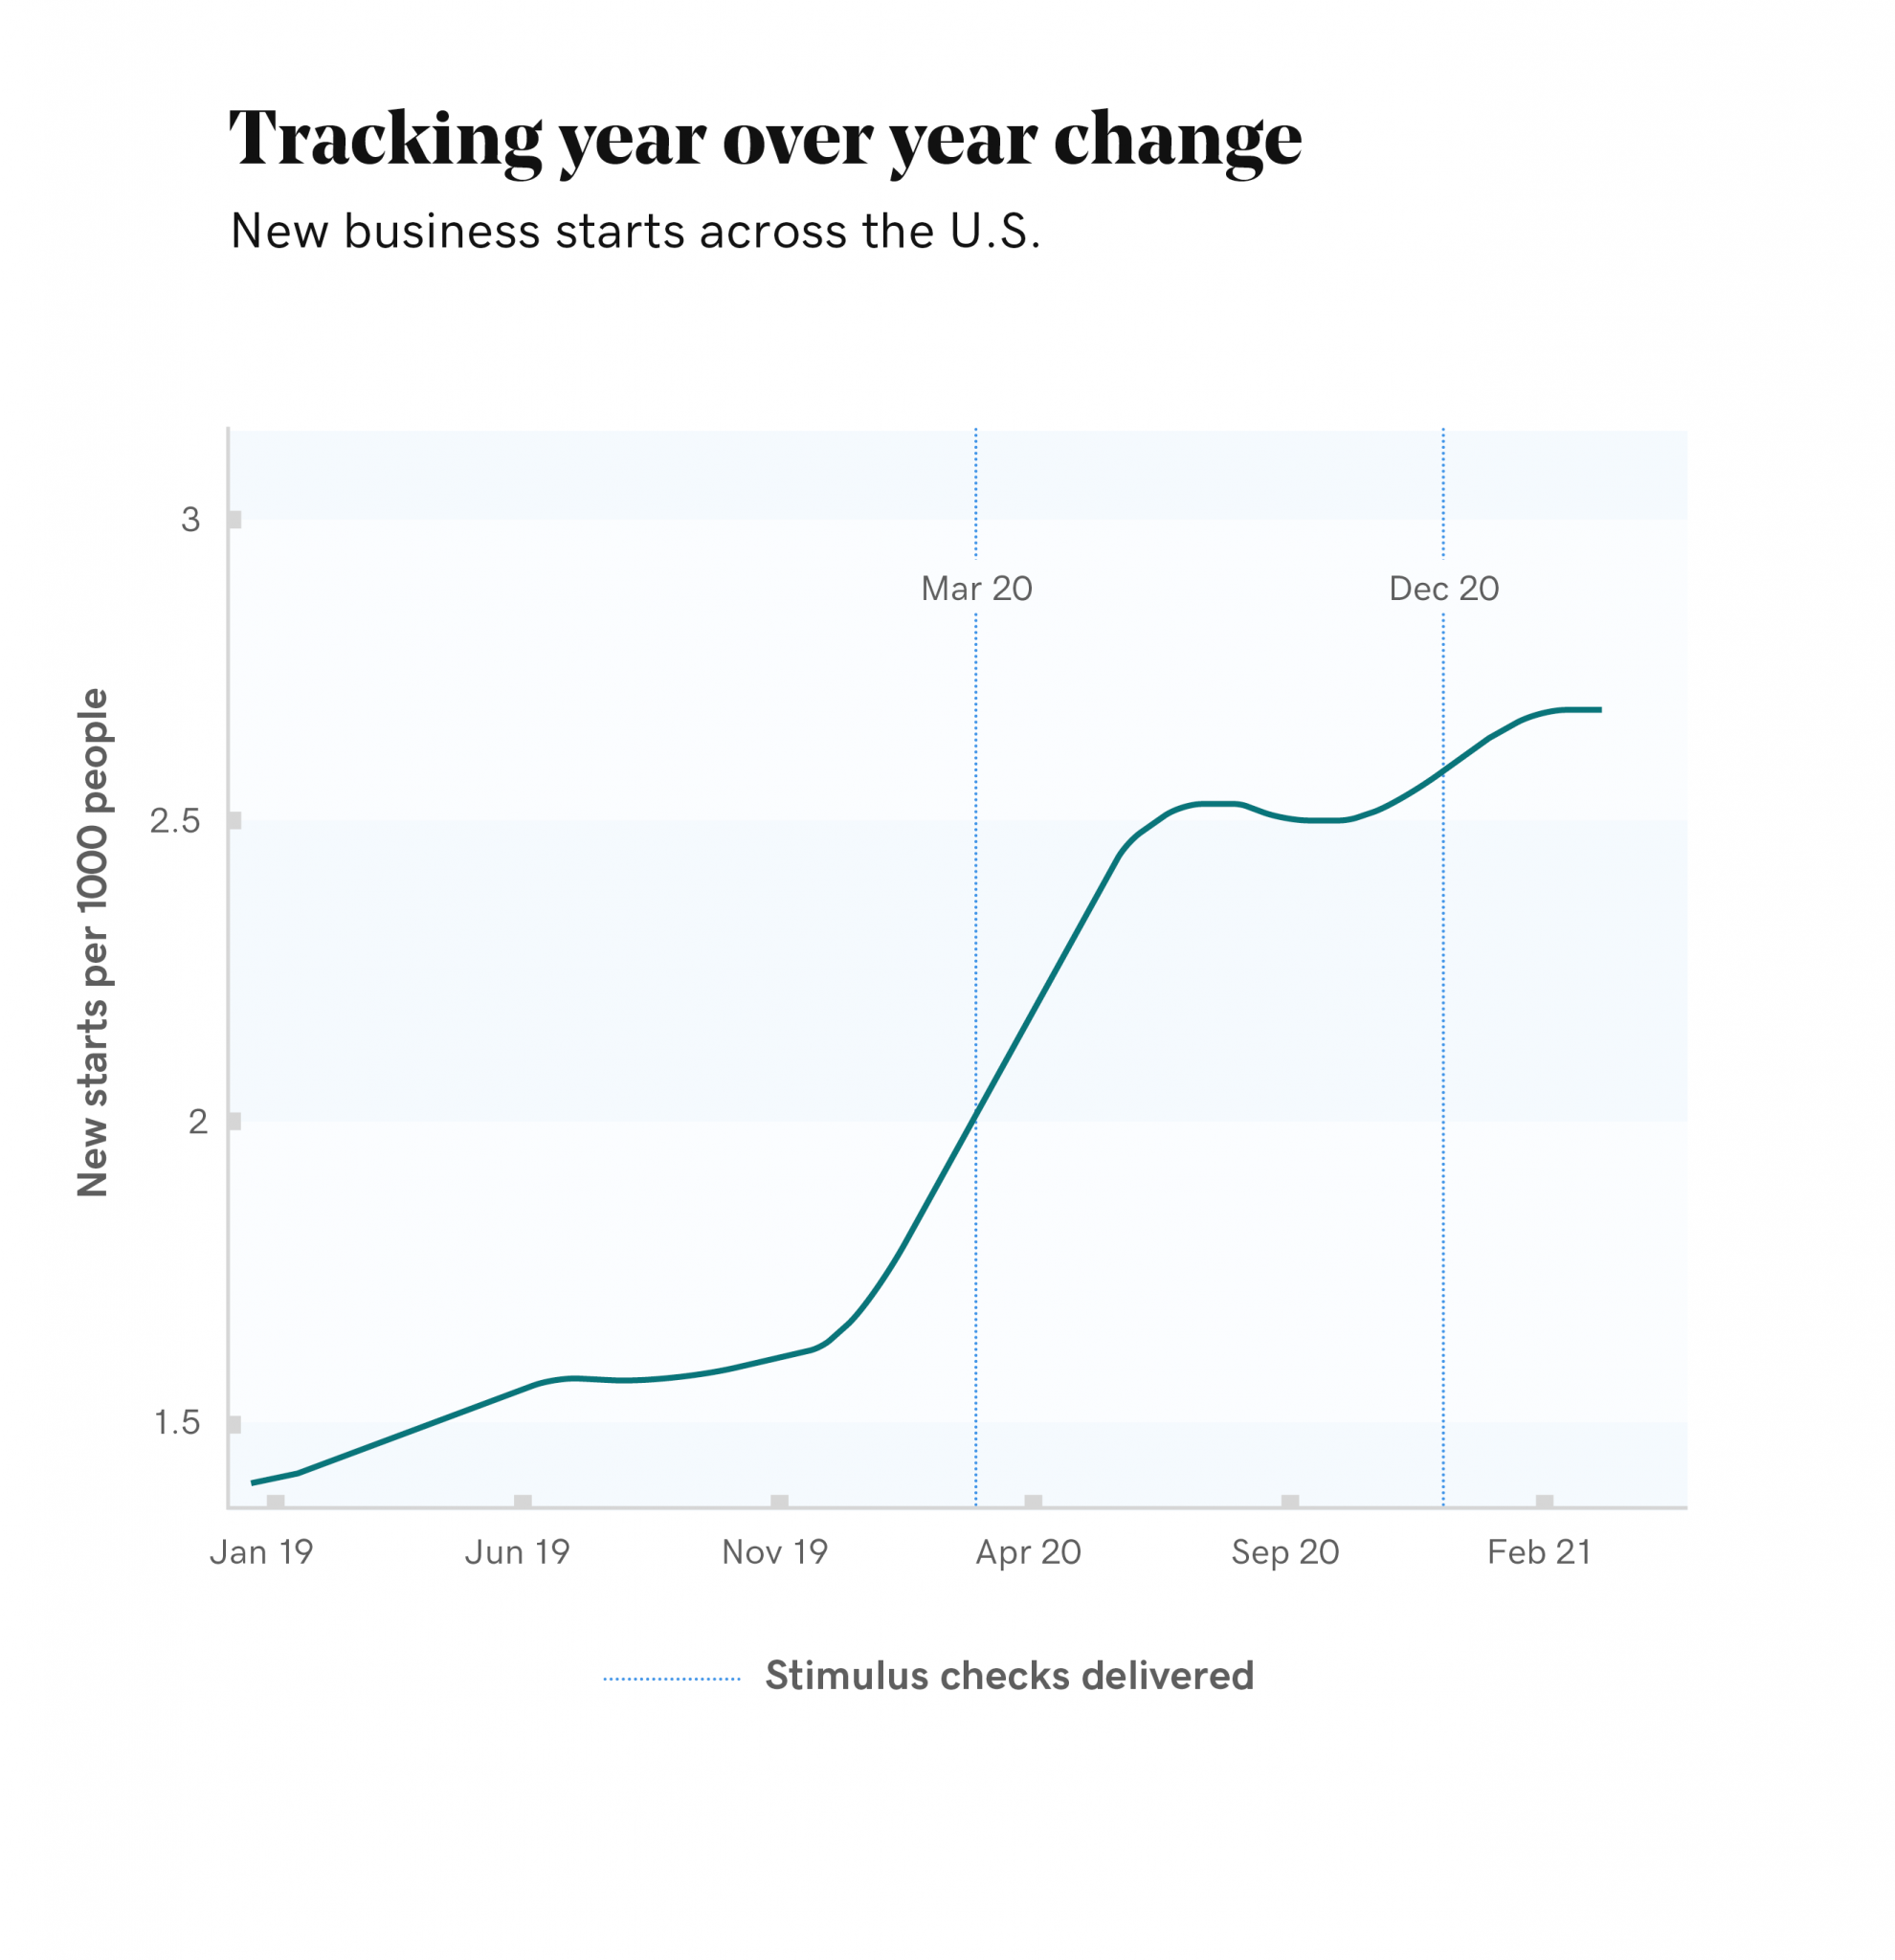 Tracking year over year change
New business starts across the U.S.
New starts per 1000 people
3
2.5
2
1.5
Mar 20
Dec 20
Jan 19
Jun 19
Nov 19
Apr 20
Sep 20
Feb 21
Stimulus checks delivered